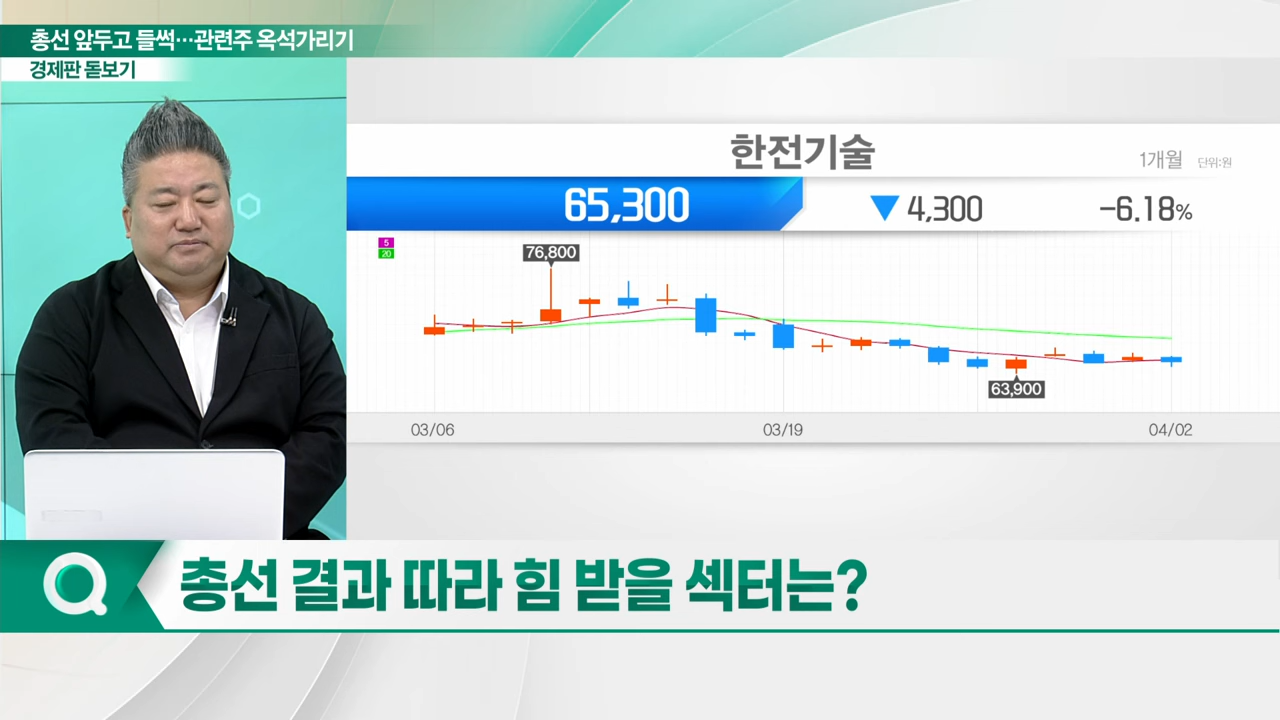 총선 앞두고 들썩…관련주 옥석가리기
경제판 돋보기
한전기술
1개월 단위:원
65,300 ▼ 4,300 -6.18%
5
20
76,800
63,900
03/06 03/19 04/02
총선 결과 따라 힘 받을 섹터는?